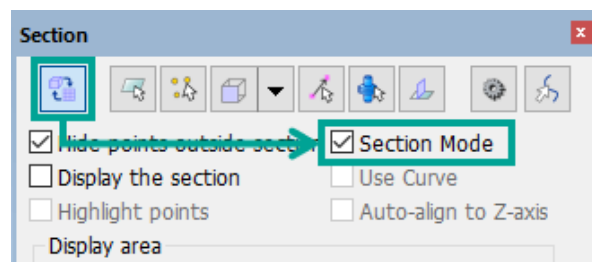 Section
Hide points outside section Section Mode
Display the section Use Curve
Highlight points Auto-align to Z-axis
Display area